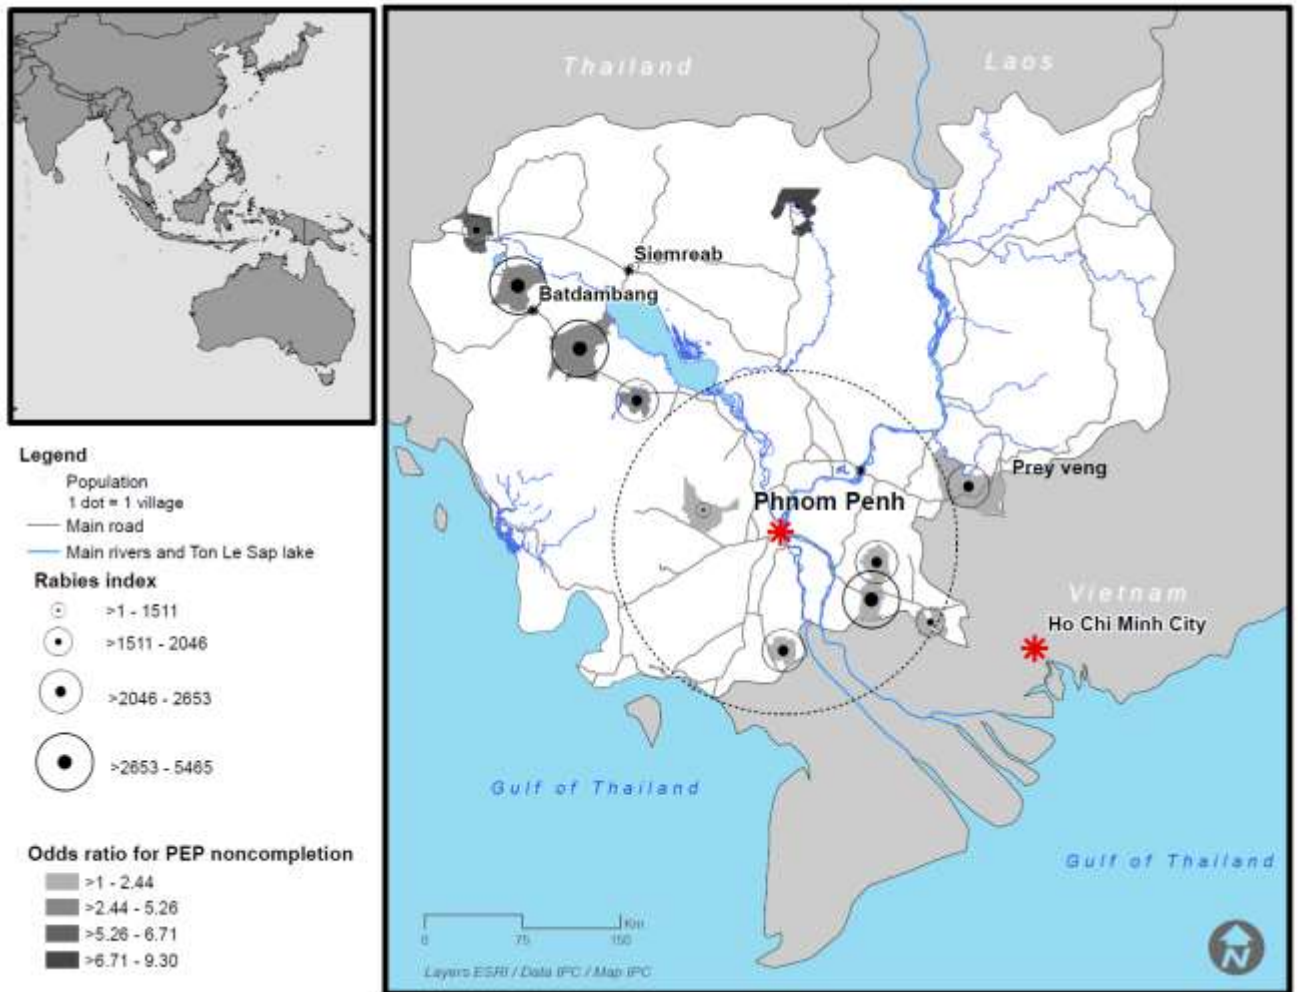 Thailand
Laos
Siemreab
Batdambang
Prey veng
Phnom Penh
Vietnam
Ho Chi Minh City
Gulf of Thailand
Gulf of Thailand
Legend
Population
1 dot = 1 village
Main road
Main rivers and Ton Le Sap lake
Rabies index
>1 - 1511
>1511 - 2046
>2046 - 2653
>2653 - 5465
Odds ratio for PEP noncompletion
>1 - 2.44
>2.44 - 5.26
>5.26 - 6.71
>6.71 - 9.30
Km
0 75 150
Layers ESRI / Data IPC / Map IPC
N